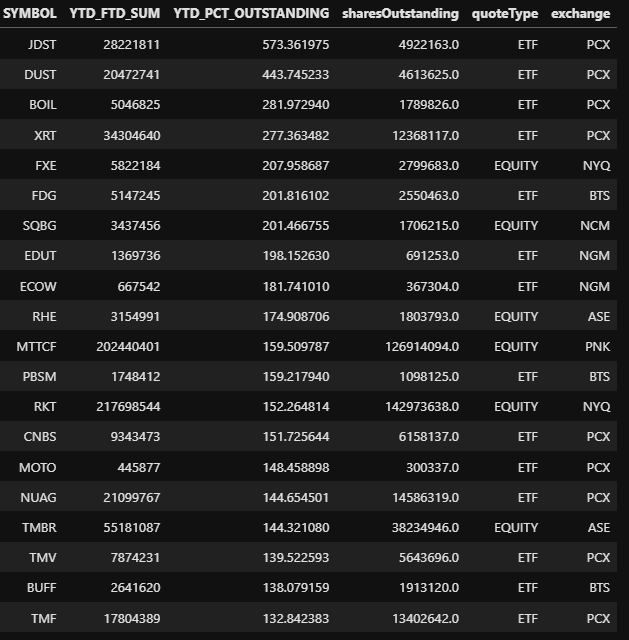 SYMBOL YTD_FTD_SUM YTD_PCT_OUTSTANDING sharesOutstanding quoteType exchange
JDST 28221811 573.361975 4922163.0 ETF PCX
DUST 20472741 443.745233 4613625.0 ETF PCX
BOIL 5046825 281.972940 1789826.0 ETF PCX
XRT 34304640 277.363482 12368117.0 ETF PCX
FXE 5822184 207.958687 2799683.0 EQUITY NYQ
FDG 5147245 201.816102 2550463.0 ETF BTS
SQBG 3437456 201.466755 1706215.0 EQUITY NCM
EDUT 1369736 198.152630 691253.0 ETF NGM
ECOW 667542 181.741010 367304.0 ETF NGM
RHE 3154991 174.908706 1803793.0 EQUITY ASE
MTTCF 202440401 159.509787 126914094.0 EQUITY PNK
PBSM 1748412 159.217940 1098125.0 ETF BTS
RKT 217698544 152.264814 142973638.0 EQUITY NYQ
CNBS 9343473 151.725644 6158137.0 ETF PCX
MOTO 445877 148.458898 300337.0 ETF PCX
NUAG 21099767 144.654501 14586319.0 ETF PCX
TMBR 55181087 144.321080 38234946.0 EQUITY ASE
TMV 7874231 139.522593 5643696.0 ETF PCX
BUFF 2641620 138.079159 1913120.0 ETF BTS
TMF 17804389 132.842383 13402642.0 ETF PCX